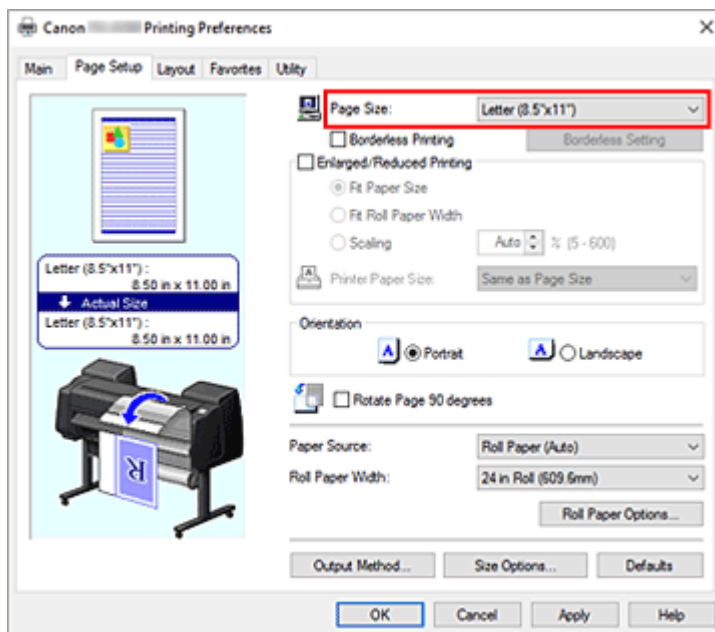 Canon Printing Preferences
Main Page Setup Layout Favorites Utility
Page Size: Letter (8.5"x11")
Borderless Printing Borderless Setting
Enlarged/Reduced Printing
Fit Paper Size
Fit Roll Paper Width
Scaling Auto % (5 - 600)
Printer Paper Size: Same as Page Size
Letter (8.5"x11") :
8.50 in x 11.00 in
Actual Size
Letter (8.5"x11") :
8.50 in x 11.00 in
Orientation
A Portrait A Landscape
Rotate Page 90 degrees
Paper Source: Roll Paper (Auto)
Roll Paper Width: 24 in Roll (609.6mm)
Roll Paper Options...
R
Output Method... Size Options... Defaults
OK Cancel Apply Help